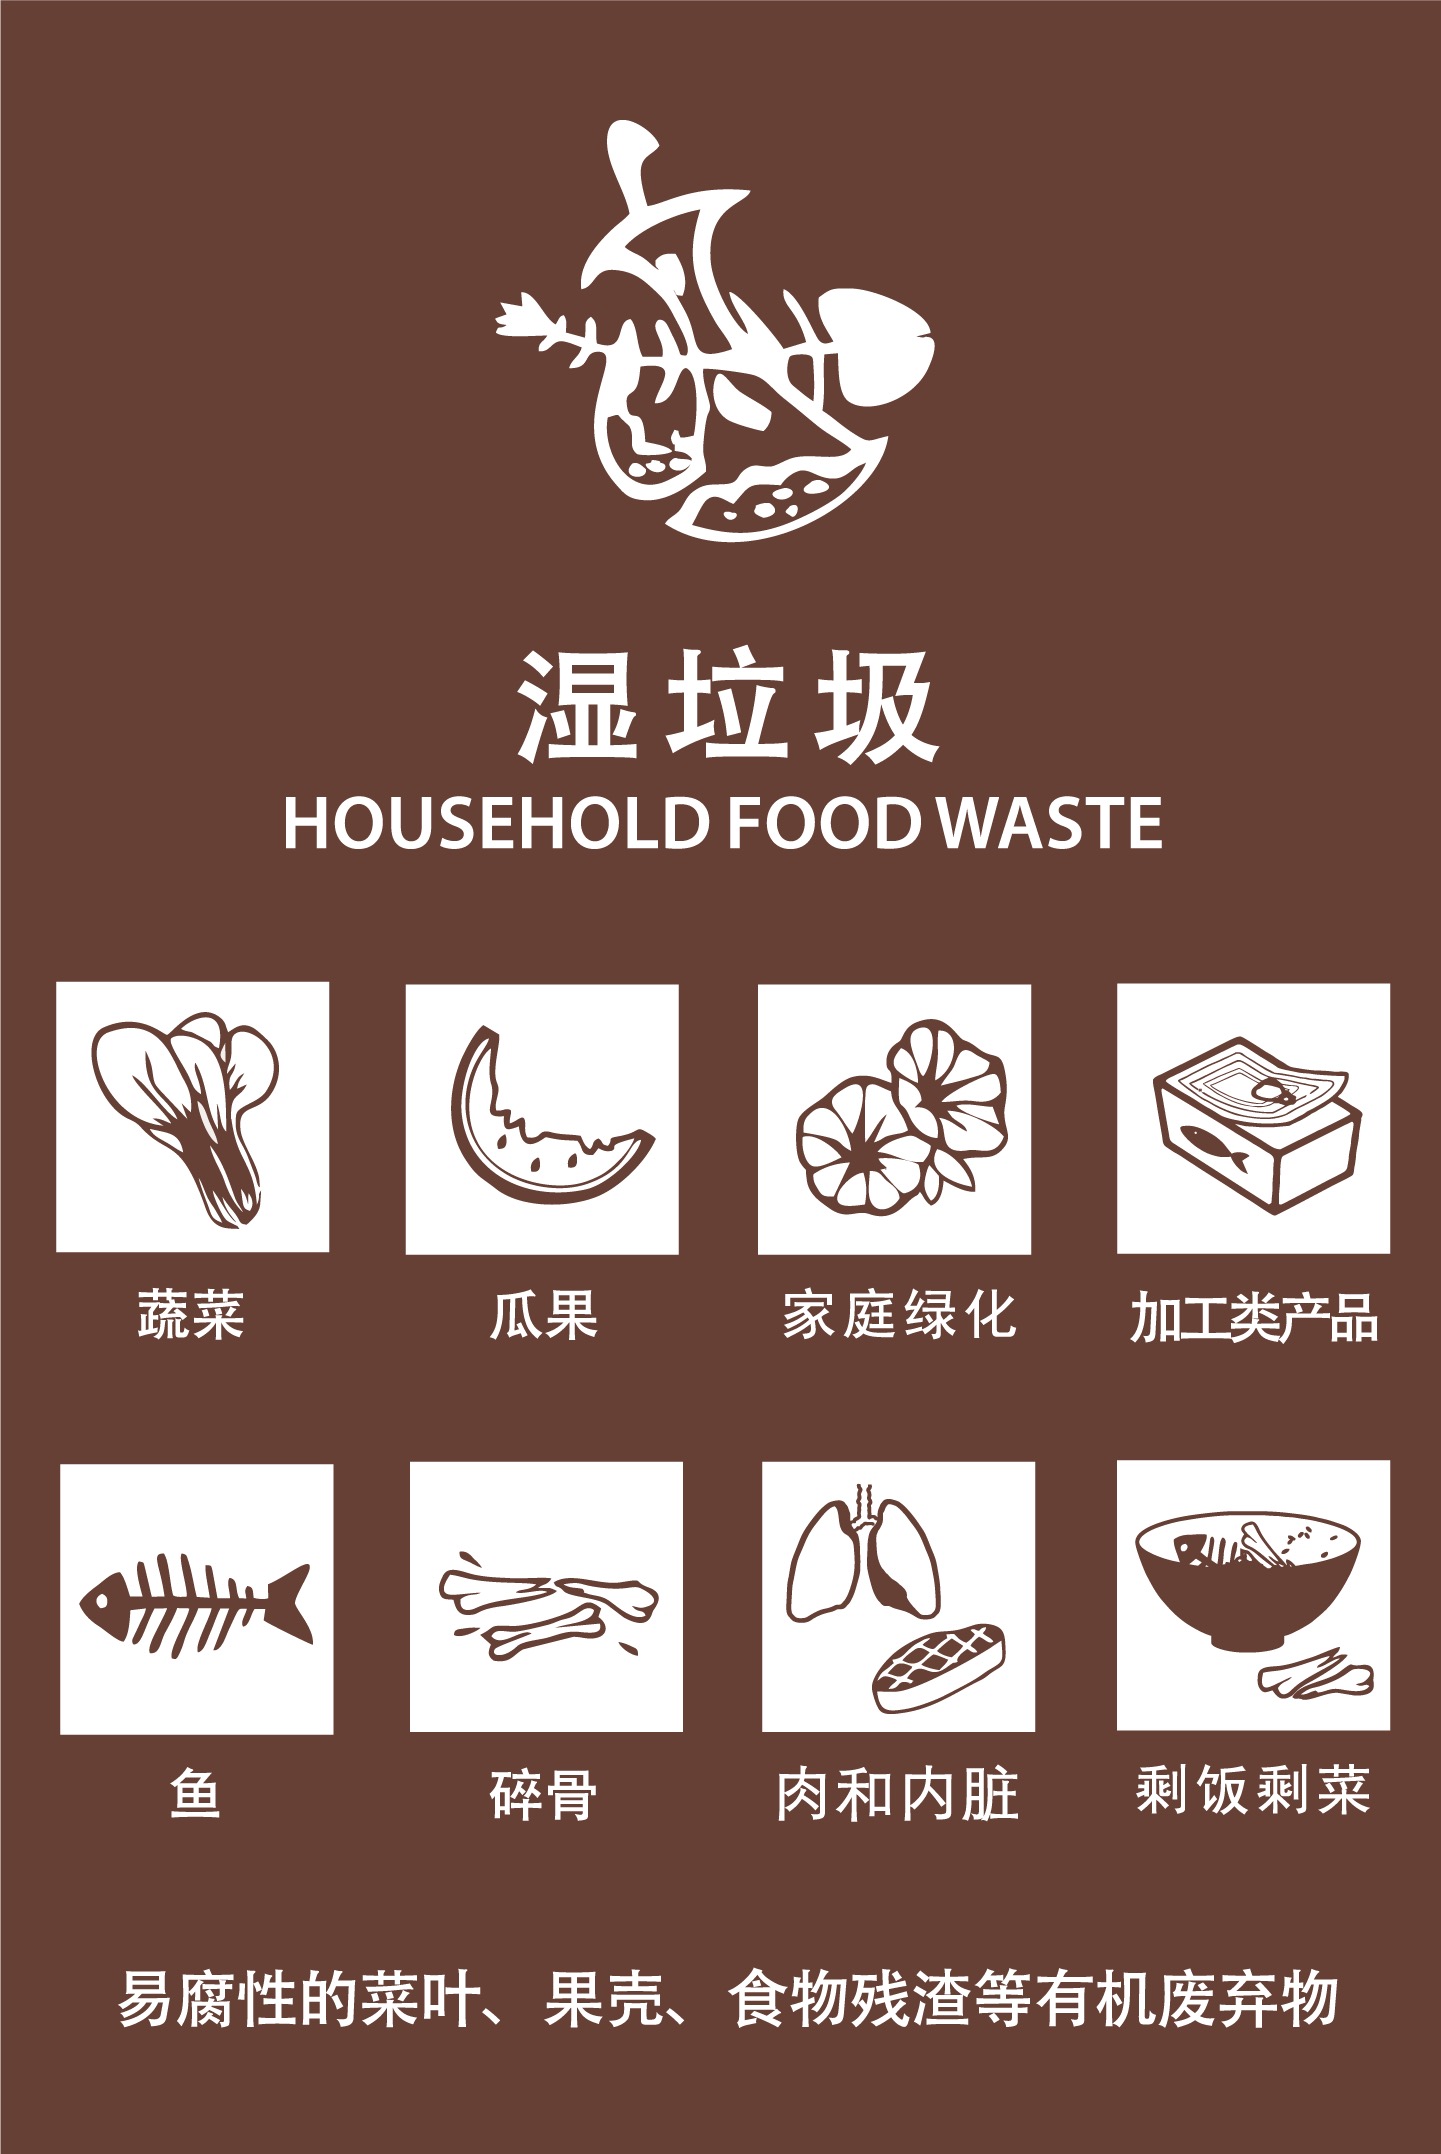 湿垃圾
HOUSEHOLD FOOD WASTE
蔬菜 瓜果 家庭绿化 加工类产品
鱼 碎骨 肉和内脏 剩饭剩菜
易腐性的菜叶、果壳、食物残渣等有机废弃物